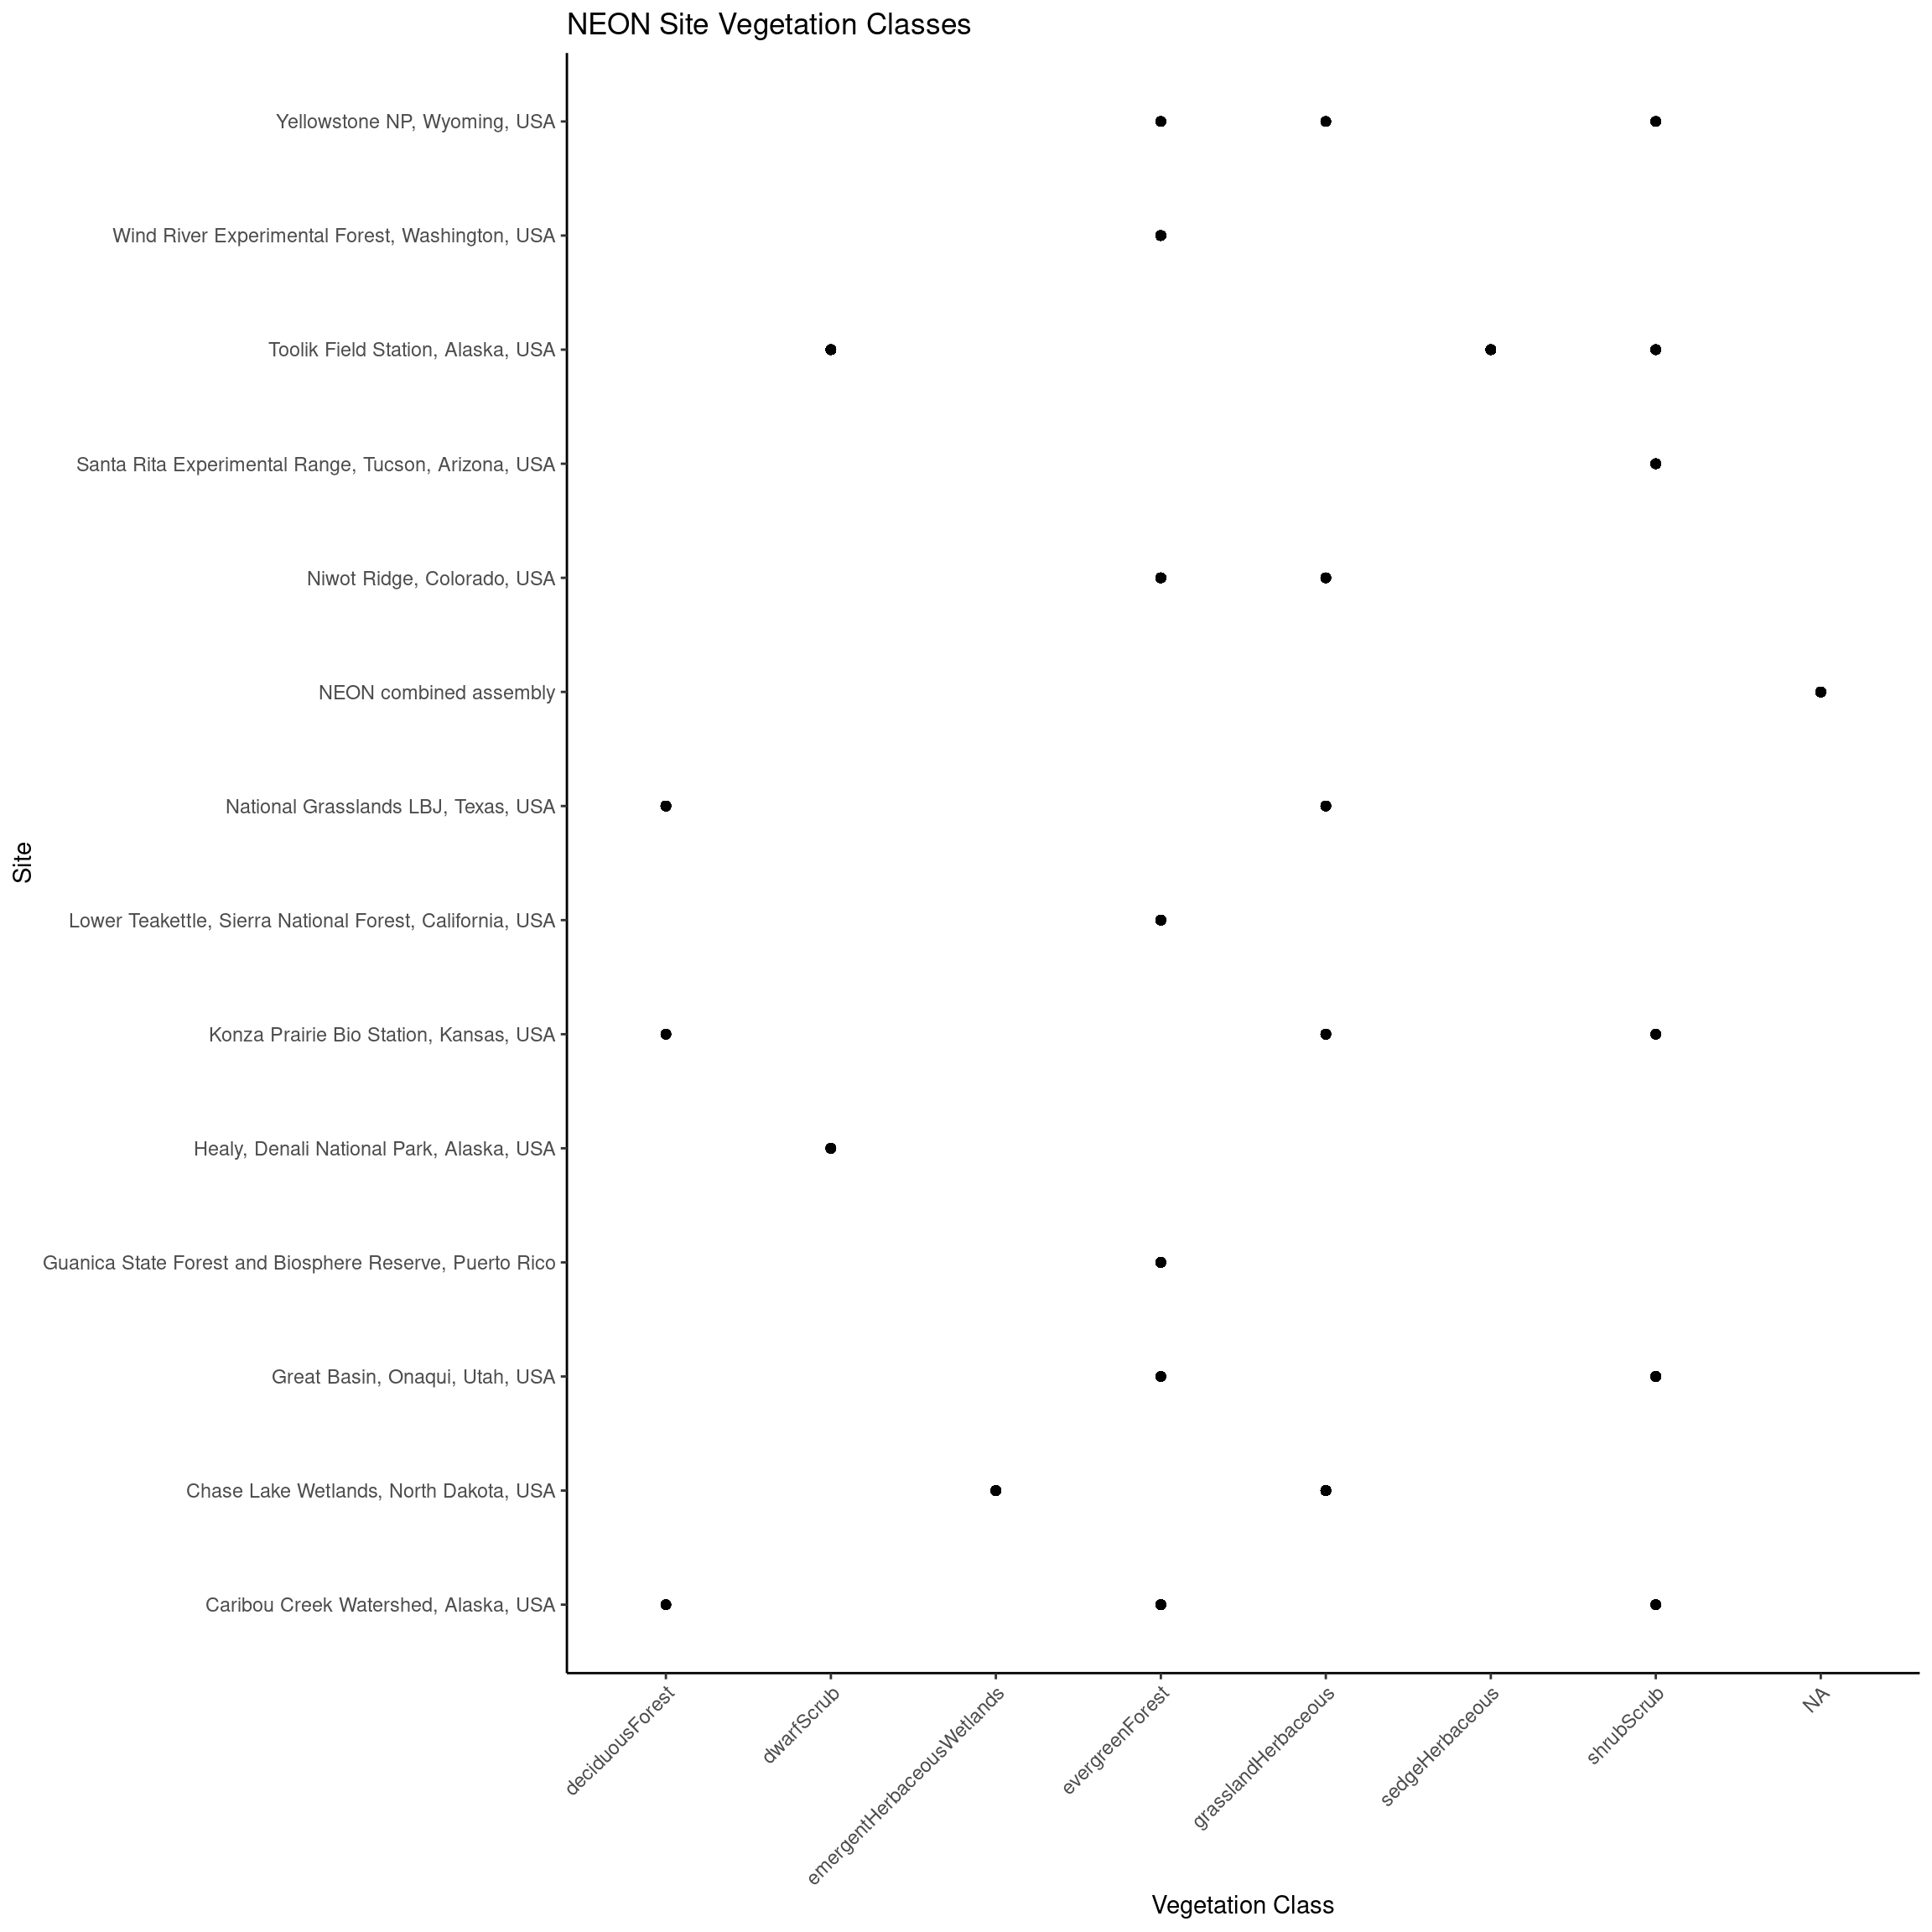 NEON Site Vegetation Classes
Yellowstone NP, Wyoming, USA
Wind River Experimental Forest, Washington, USA
Toolik Field Station, Alaska, USA
Santa Rita Experimental Range, Tucson, Arizona, USA
Niwot Ridge, Colorado, USA
NEON combined assembly
National Grasslands LBJ, Texas, USA
Site
Lower Teakettle, Sierra National Forest, California, USA
Konza Prairie Bio Station, Kansas, USA
Healy, Denali National Park, Alaska, USA
Guanica State Forest and Biosphere Reserve, Puerto Rico
Great Basin, Onaqui, Utah, USA
Chase Lake Wetlands, North Dakota, USA
Caribou Creek Watershed, Alaska, USA
deciduousForest
dwarfScrub
emergentHerbaceousWetlands
evergreenForest
grasslandHerbaceous
sedgeHerbaceous
shrubScrub
NA
Vegetation Class